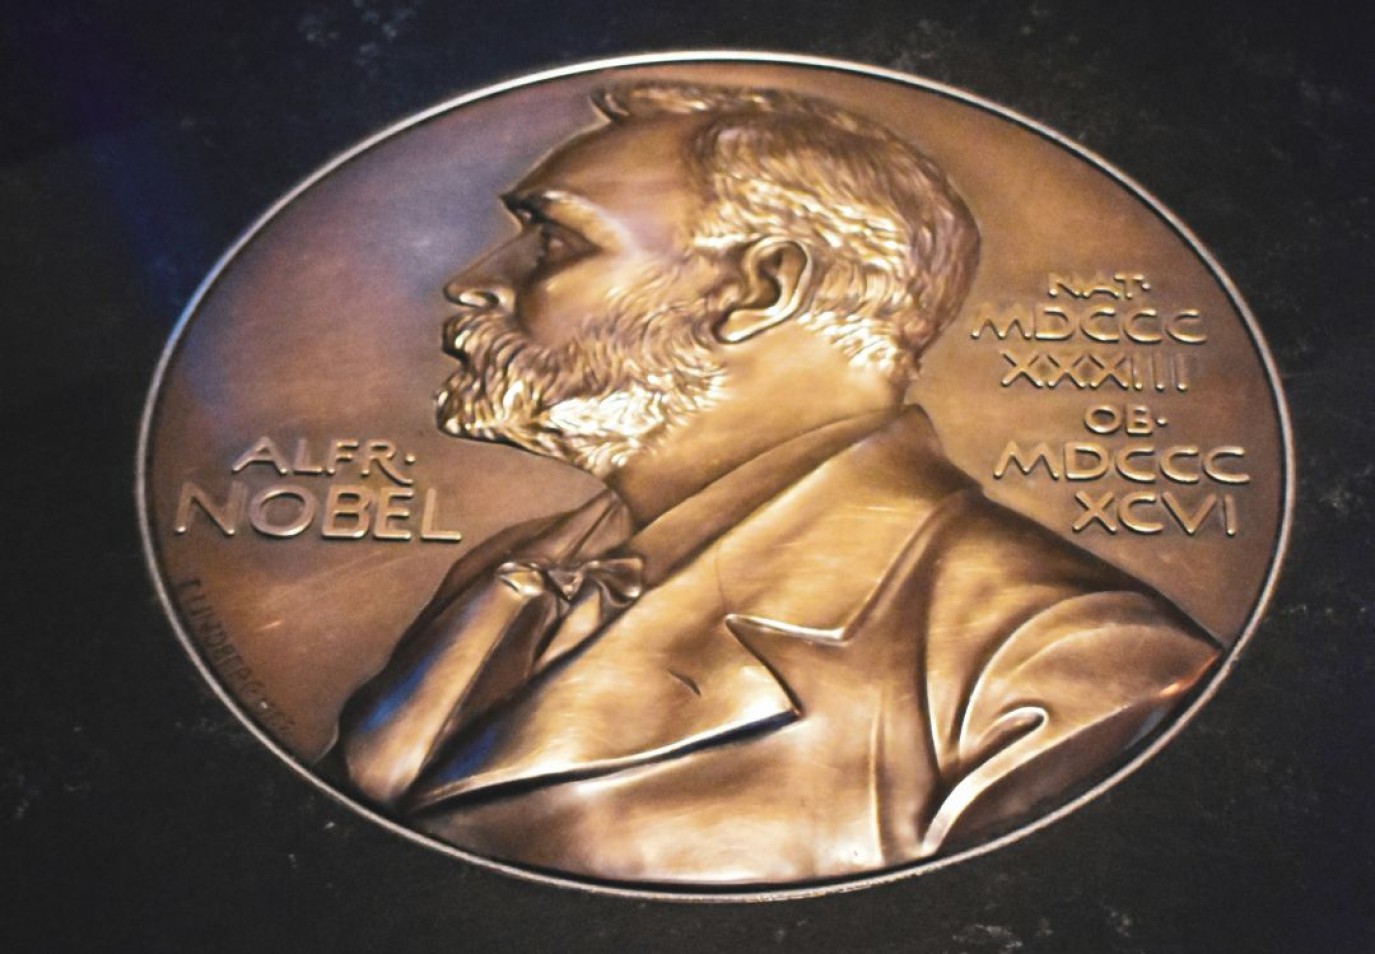 ALFR·
NOBEL
NAT·
MDCCC
XXXIII
OB·
MDCCC
XCVI